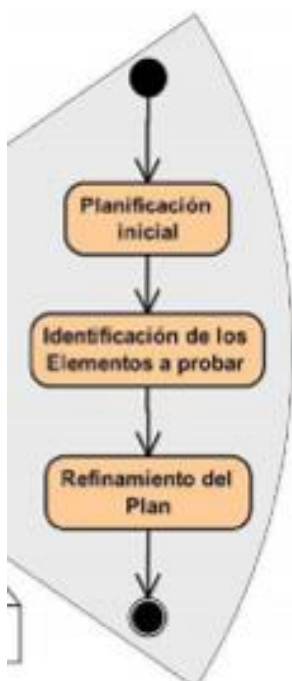 Planificación
inicial
Identificación de los
Elementos a probar
Refinamiento del
Plan